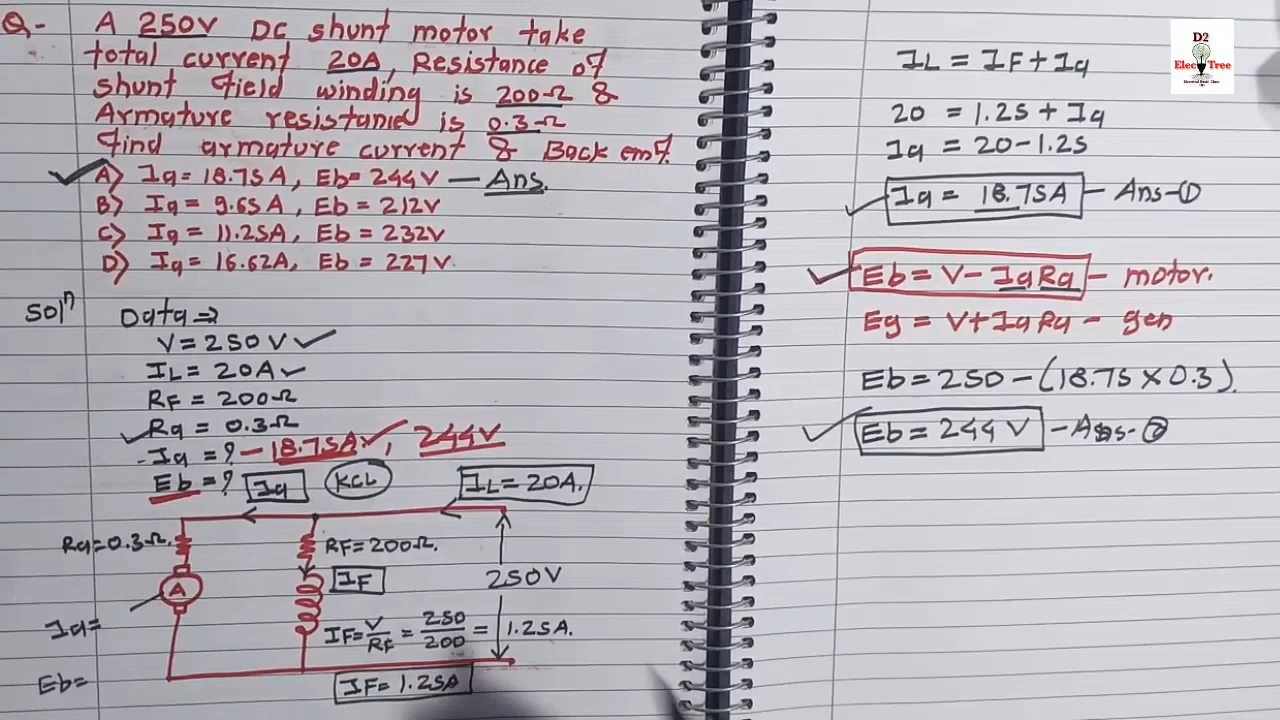 Q- A 250V DC shunt motor take
total current 20A, Resistance of
shunt field winding is 200Ω &
Armature resistance is 0.3Ω
find armature current & Back emf.
A) Ia = 18.75A, Eb= 244V — Ans.
B) Ia = 9.65A, Eb = 212V
C) Ia = 11.25A, Eb = 232V
D) Ia = 16.62A, Eb = 227V.
Solⁿ Data ⇒
V = 250V
IL = 20A
RF = 200Ω
Ra = 0.3Ω
Ia = ? - 18.75A, 244V
Eb = ? Ia KCL IL = 20A.
Ra=0.3Ω. RF=200Ω.
A IF 250V
Ia= IF= V/RF = 250/200 = 1.25A.
Eb= IF= 1.25A
D2
Elec Tree
IL = IF + Ia
20 = 1.25 + Ia
Ia = 20-1.25
Ia = 18.75A - Ans-①
Eb = V - IaRa - motor.
Eg = V+IaRa - gen
Eb = 250 - (18.75 X 0.3).
Eb = 244 V - Ans-②